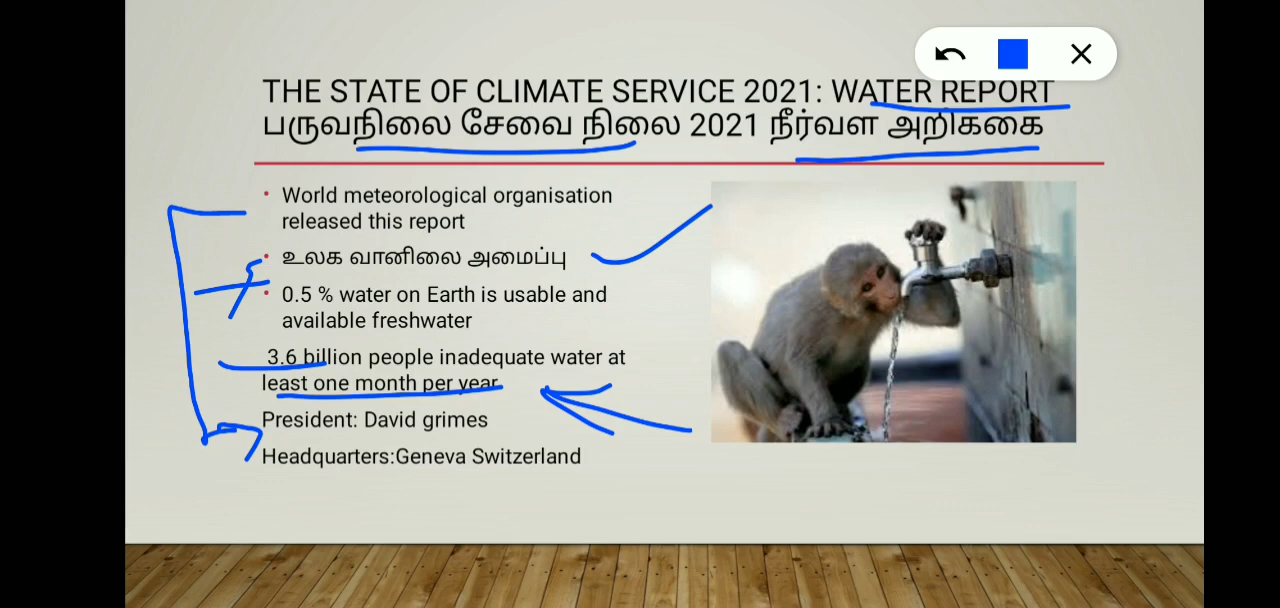 THE STATE OF CLIMATE SERVICE 2021: WATER REPORT
பருவநிலை சேவை நிலை 2021 நீர்வள அறிக்கை
• World meteorological organisation
released this report
• உலக வானிலை அமைப்பு
• 0.5 % water on Earth is usable and
available freshwater
3.6 billion people inadequate water at
least one month per year
President: David grimes
Headquarters:Geneva Switzerland